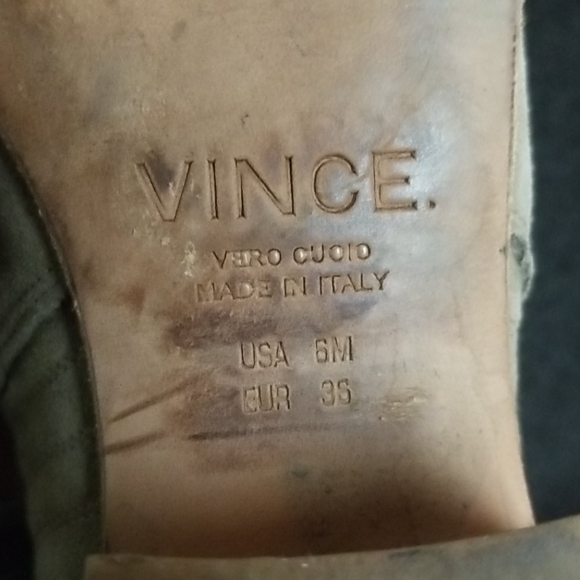 VINCE.
VERO CUOIO
MADE IN ITALY
USA 6M
EUR 36